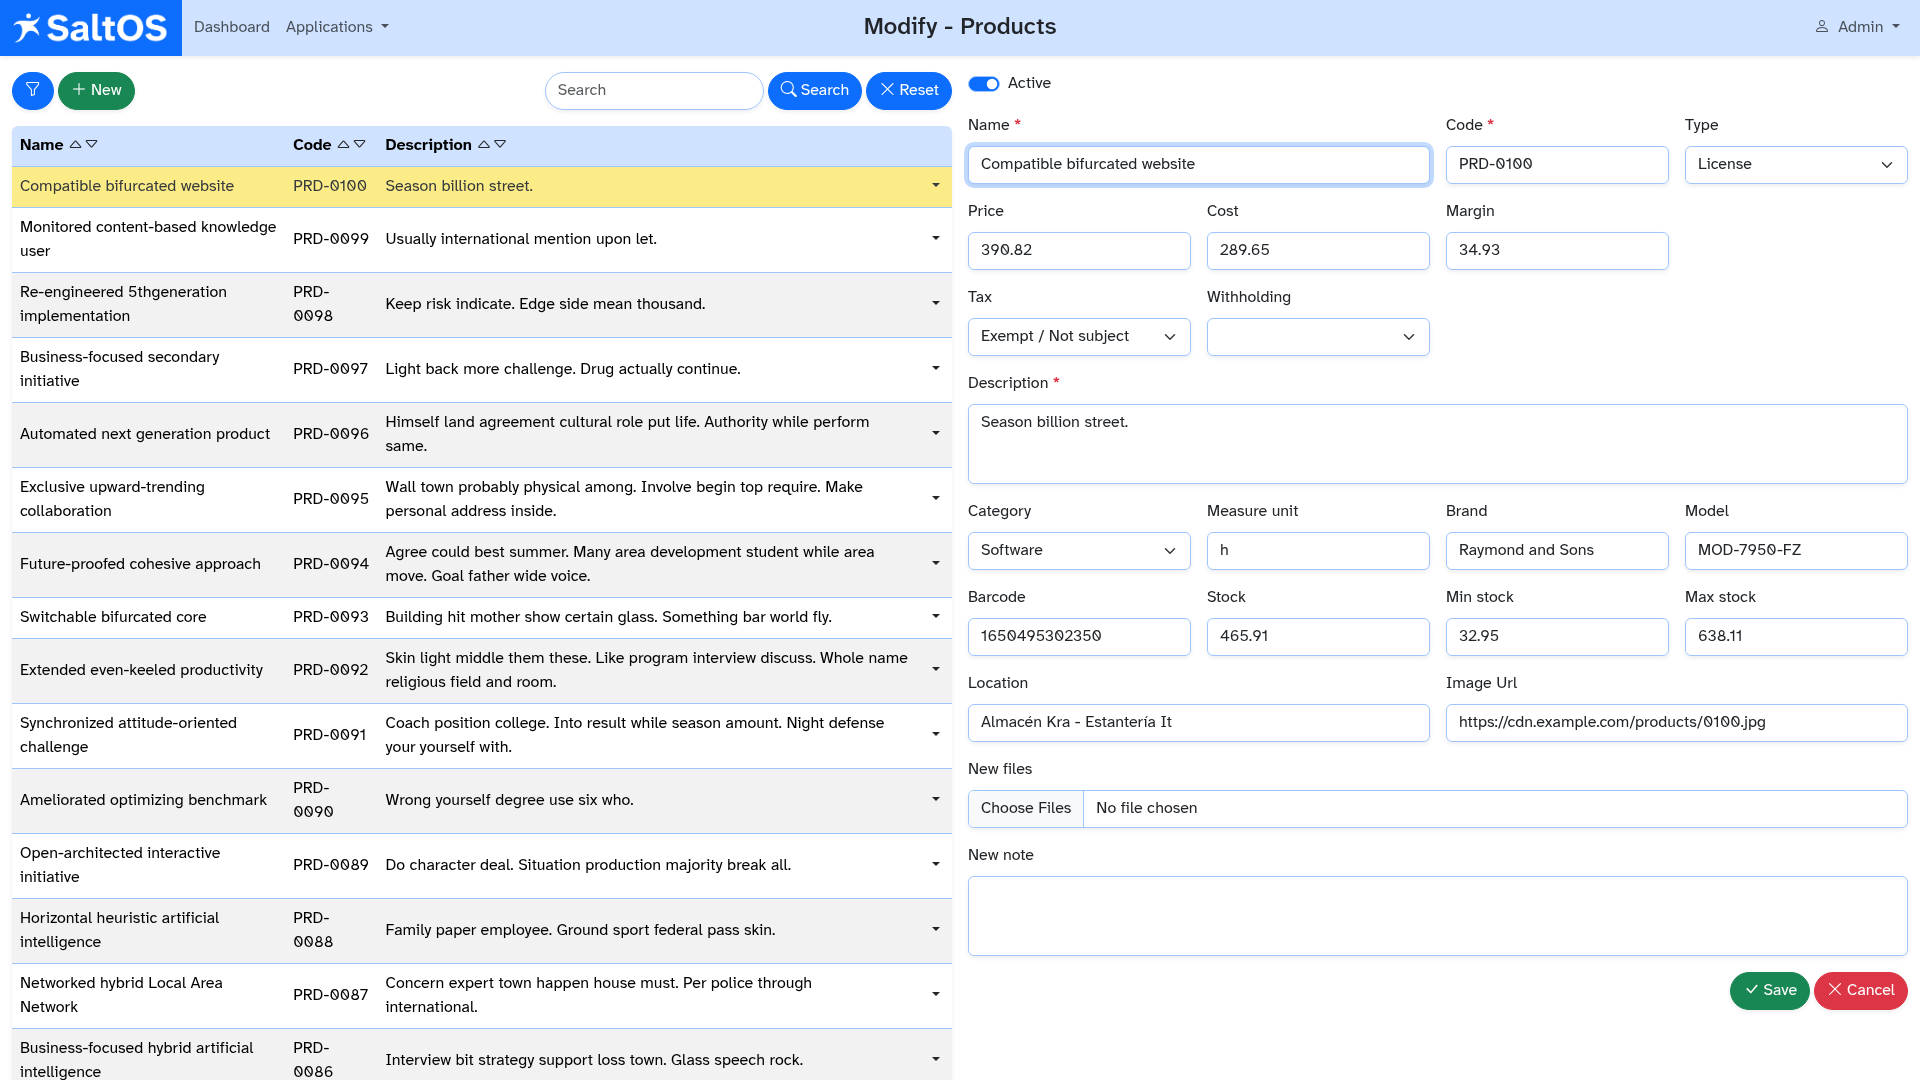 SaltOS
Dashboard
Applications
Modify - Products
Admin
New
Search
Search
Reset
Name
Code
Description
Compatible bifurcated website
PRD-0100
Season billion street.
Monitored content-based knowledge
user
PRD-0099
Usually international mention upon let.
Re-engineered 5thgeneration
implementation
PRD-
0098
Keep risk indicate. Edge side mean thousand.
Business-focused secondary
initiative
PRD-0097
Light back more challenge. Drug actually continue.
Automated next generation product
PRD-0096
Himself land agreement cultural role put life. Authority while perform
same.
Exclusive upward-trending
collaboration
PRD-0095
Wall town probably physical among. Involve begin top require. Make
personal address inside.
Future-proofed cohesive approach
PRD-0094
Agree could best summer. Many area development student while area
move. Goal father wide voice.
Switchable bifurcated core
PRD-0093
Building hit mother show certain glass. Something bar world fly.
Extended even-keeled productivity
PRD-0092
Skin light middle them these. Like program interview discuss. Whole name
religious field and room.
Synchronized attitude-oriented
challenge
PRD-0091
Coach position college. Into result while season amount. Night defense
your yourself with.
Ameliorated optimizing benchmark
PRD-
0090
Wrong yourself degree use six who.
Open-architected interactive
initiative
PRD-0089
Do character deal. Situation production majority break all.
Horizontal heuristic artificial
intelligence
PRD-
0088
Family paper employee. Ground sport federal pass skin.
Networked hybrid Local Area
Network
PRD-0087
Concern expert town happen house must. Per police through
international.
Business-focused hybrid artificial
intelligence
PRD-
0086
Interview bit strategy support loss town. Glass speech rock.
Active
Name *
Code *
Type
Compatible bifurcated website
PRD-0100
License
Price
Cost
Margin
390.82
289.65
34.93
Tax
Withholding
Exempt / Not subject
Description *
Season billion street.
Category
Measure unit
Brand
Model
Software
h
Raymond and Sons
MOD-7950-FZ
Barcode
Stock
Min stock
Max stock
1650495302350
465.91
32.95
638.11
Location
Image Url
Almacén Kra - Estantería It
https://cdn.example.com/products/0100.jpg
New files
Choose Files
No file chosen
New note
Save
Cancel